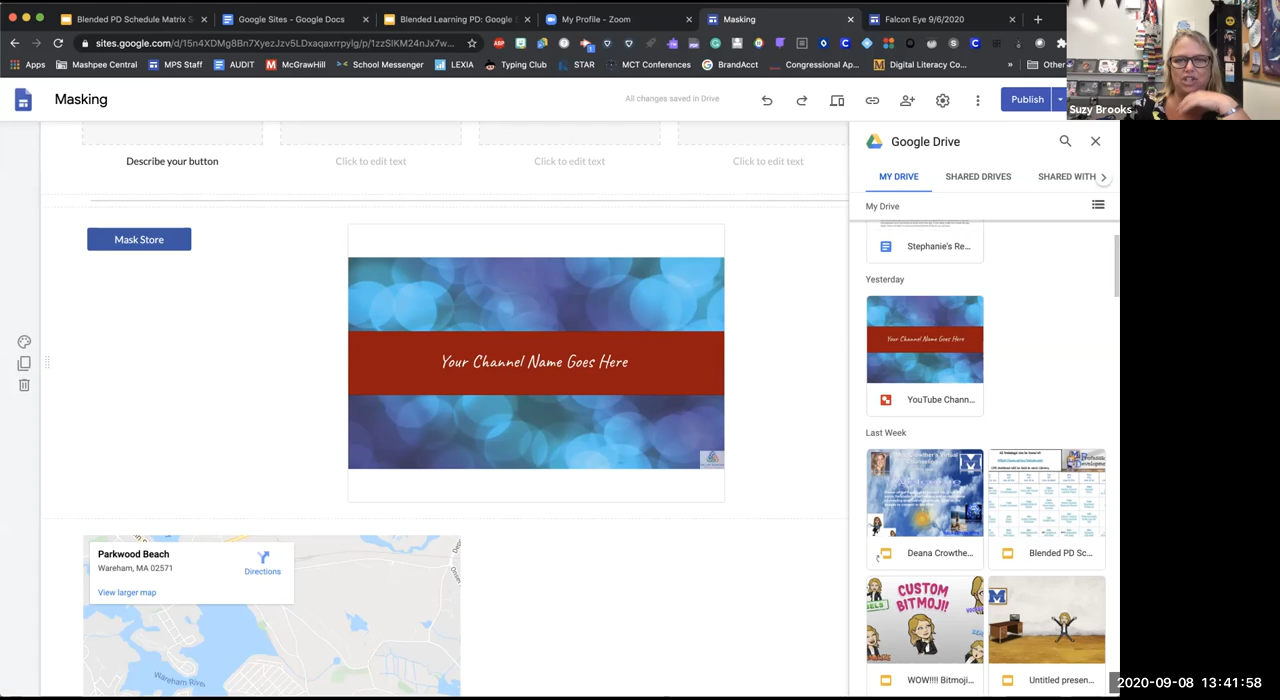 Blended PD Schedule Matrix S
Google Sites - Google Docs
Blended Learning PD: Google
My Profile - Zoom
Masking
Falcon Eye 9/6/2020
sites.google.com/d/15n4XDMg8Bn7XyezJzv5LDxaqaxrrpylg/p/1zzSIKM24nJx7w...
Apps
Mashpee Central
MPS Staff
AUDIT
McGrawHill
School Messenger
LEXIA
Typing Club
STAR
MCT Conferences
BrandAcct
Congressional Ap...
Digital Literacy Co...
»
Other
Suzy Brooks
Masking
All changes saved in Drive
Publish
Describe your button
Click to edit text
Click to edit text
Click to edit text
Mask Store
Your Channel Name Goes Here
Parkwood Beach
Wareham, MA 02571
View larger map
Directions
Wareham River
Google Drive
MY DRIVE
SHARED DRIVES
SHARED WITH
My Drive
Stephanie's Re...
Yesterday
Your Channel Name Goes Here
YouTube Chann...
Last Week
Deana Crowthe...
Blended PD Sc...
CUSTOM
BITMOJI!
WOW!!!! Bitmoji...
Untitled presen...
2020-09-08 13:41:58